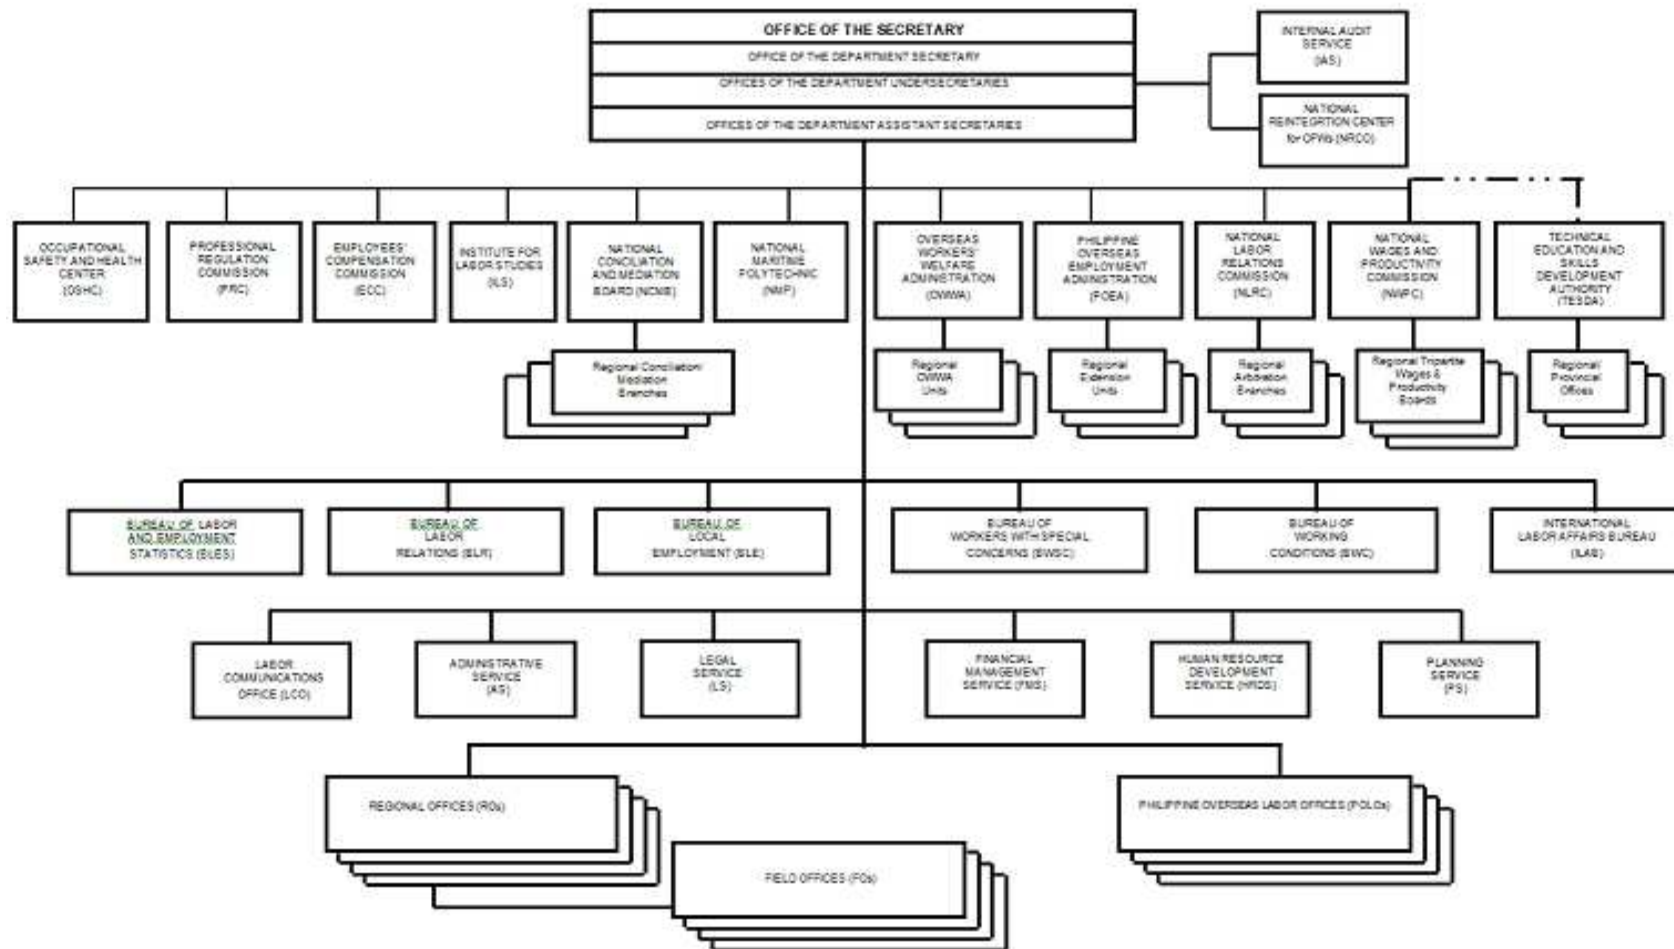 OFFICE OF THE SECRETARY
OFFICE OF THE DEPARTMENT SECRETARY
OFFICES OF THE DEPARTMENT UNDERSECRETARIES
OFFICES OF THE DEPARTMENT ASSISTANT SECRETARIES
INTERNAL AUDIT
SERVICE
(IAS)
NATIONAL
REINTEGRTION CENTER
for OFWs (NRCO)
OCCUPATIONAL
SAFETY AND HEALTH
CENTER
(OSHC)
PROFESSIONAL
REGULATION
COMMISSION
(PRC)
EMPLOYEES'
COMPENSATION
COMMISSION
(ECC)
INSTITUTE FOR
LABOR STUDIES
(ILS)
NATIONAL
CONCILIATION
AND MEDIATION
BOARD (NCMB)
NATIONAL
MARITIME
POLYTECHNIC
(NMP)
OVERSEAS
WORKERS'
WELFARE
ADMINISTRATION
(OWWA)
PHILIPPINE
OVERSEAS
EMPLOYMENT
ADMINISTRATION
(POEA)
NATIONAL
LABOR
RELATIONS
COMMISSION
(NLRC)
NATIONAL
WAGES AND
PRODUCTIVITY
COMMISSION
(NWPC)
TECHNICAL
EDUCATION AND
SKILLS
DEVELOPMENT
AUTHORITY
(TESDA)
Regional Conciliation/
Mediation
Branches
Regional
OWWA
Units
Regional
Extension
Units
Regional
Arbitration
Branches
Regional Tripartite
Wages &
Productivity
Boards
Regional
Provincial
Offices
BUREAU OF LABOR
AND EMPLOYMENT
STATISTICS (BLES)
BUREAU OF
LABOR
RELATIONS (BLR)
BUREAU OF
LOCAL
EMPLOYMENT (BLE)
BUREAU OF
WORKERS WITH SPECIAL
CONCERNS (BWSC)
BUREAU OF
WORKING
CONDITIONS (BWC)
INTERNATIONAL
LABOR AFFAIRS BUREAU
(ILAB)
LABOR
COMMUNICATIONS
OFFICE (LCO)
ADMINISTRATIVE
SERVICE
(AS)
LEGAL
SERVICE
(LS)
FINANCIAL
MANAGEMENT
SERVICE (FMS)
HUMAN RESOURCE
DEVELOPMENT
SERVICE (HRDS)
PLANNING
SERVICE
(PS)
REGIONAL OFFICES (ROs)
PHILIPPINE OVERSEAS LABOR OFFICES (POLOs)
FIELD OFFICES (FOs)